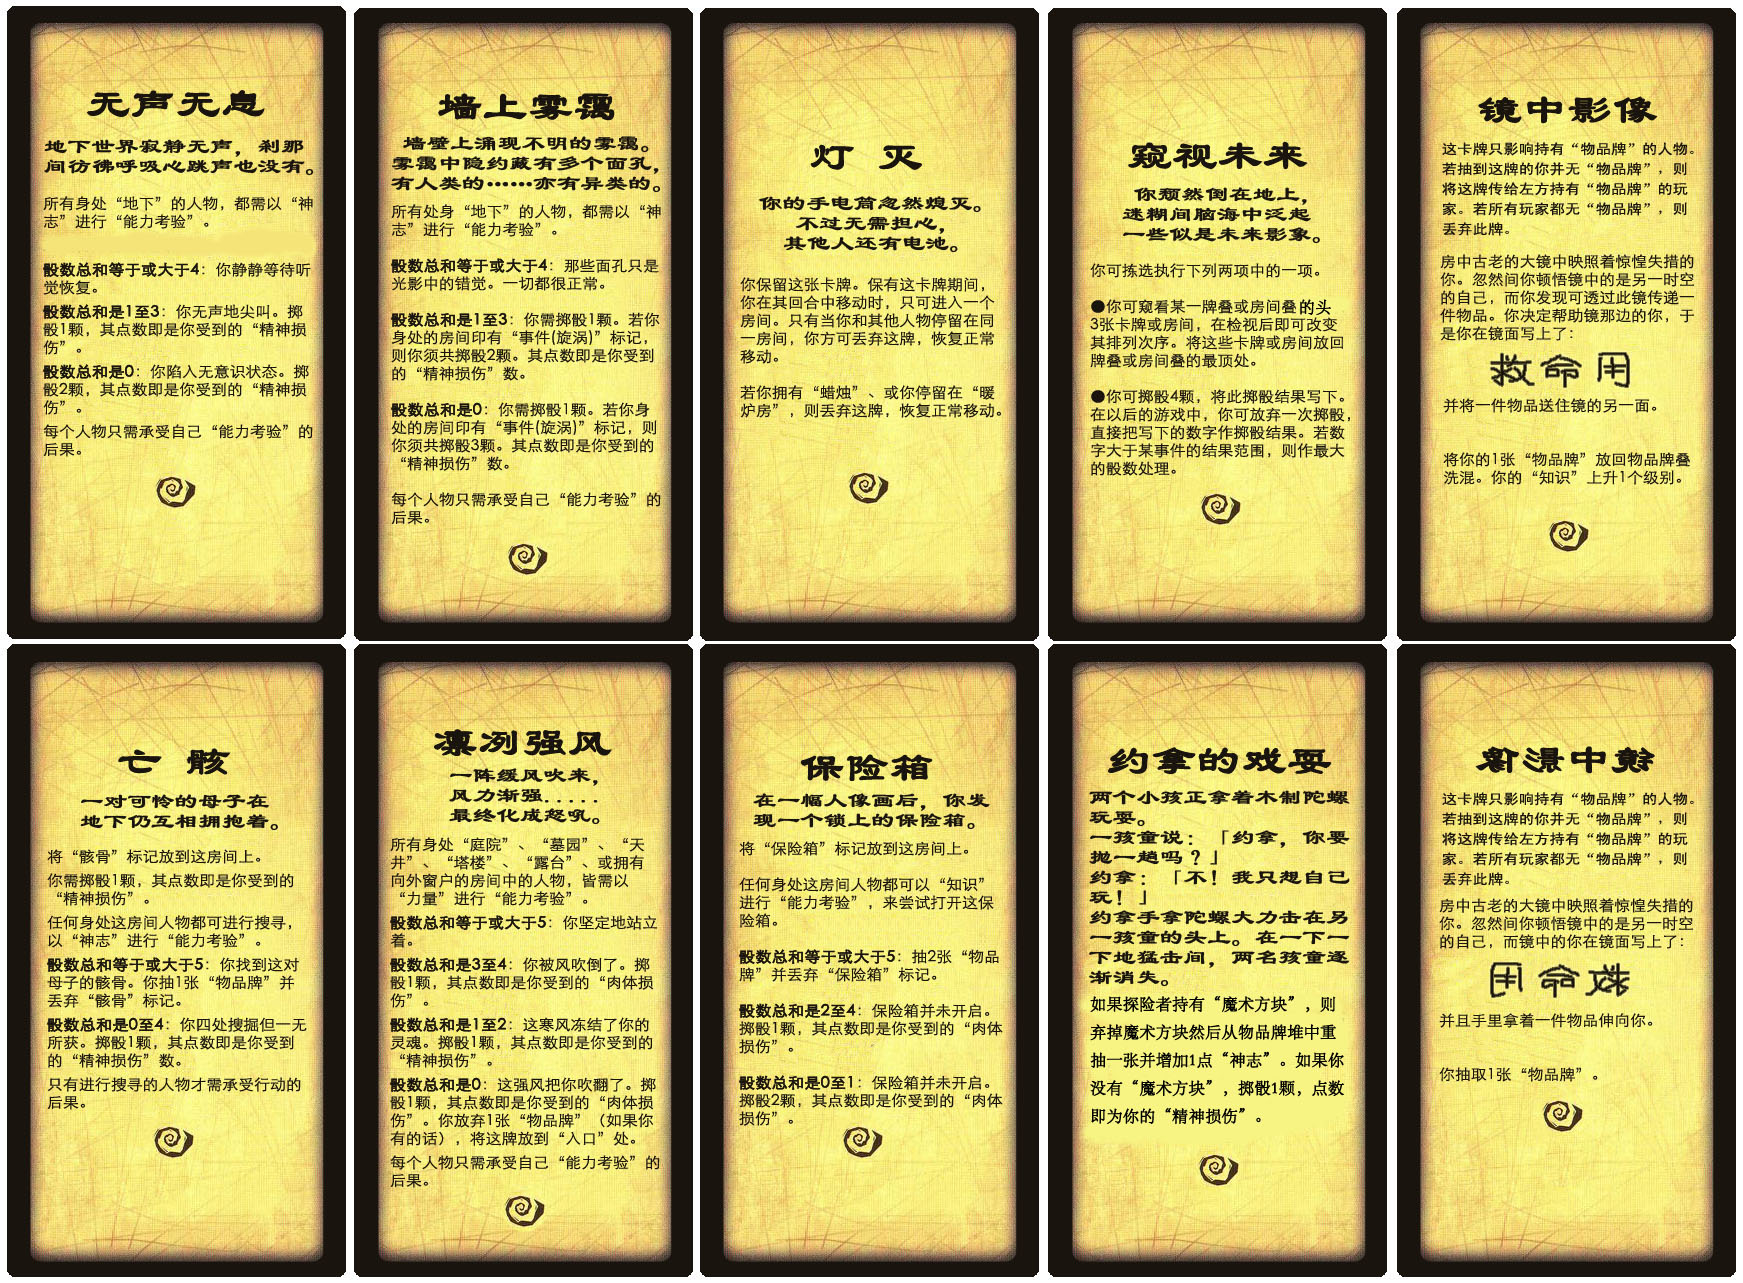 无声无息
地下世界寂静无声，刹那
间彷彿呼吸心跳声也没有。
所有身处“地下”的人物，都需以“神
志”进行“能力考验”。
骰数总和等于或大于4：你静静等待听
觉恢复。
骰数总和是1至3：你无声地尖叫。掷
骰1颗，其点数即是你受到的“精神损
伤”。
骰数总和是0：你陷入无意识状态。掷
骰2颗，其点数即是你受到的“精神损
伤”。
每个人物只需承受自己“能力考验”的
后果。
墙上雾霭
墙壁上涌现不明的雾霭。
雾霭中隐约藏有多个面孔，
有人类的……亦有异类的。
所有处身“地下”的人物，都需以“神
志”进行“能力考验”。
骰数总和等于或大于4：那些面孔只是
光影中的错觉。一切都很正常。
骰数总和是1至3：你需掷骰1颗。若你
身处的房间印有“事件(旋涡)”标记，
则你须共掷骰2颗。其点数即是你受到
的“精神损伤”数。
骰数总和是0：你需掷骰1颗。若你身
处的房间印有“事件(旋涡)”标记，则
你须共掷骰3颗。其点数即是你受到的
“精神损伤”数。
每个人物只需承受自己“能力考验”的
后果。
灯 灭
你的手电筒忽然熄灭。
不过无需担心，
其他人还有电池。
你保留这张卡牌。保有这卡牌期间，
你在其回合中移动时，只可进入一个
房间。只有当你和其他人物停留在同
一房间，你方可丢弃这牌，恢复正常
移动。
若你拥有“蜡烛”、或你停留在“暖
炉房”，则丢弃这牌，恢复正常移动。
窥视未来
你颓然倒在地上，
迷糊间脑海中泛起
一些似是未来影象。
你可拣选执行下列两项中的一项。
●你可窥看某一牌叠或房间叠的头
3张卡牌或房间，在检视后即可改变
其排列次序。将这些卡牌或房间放回
牌叠或房间叠的最顶处。
●你可掷骰4颗，将此掷骰结果写下。
在以后的游戏中，你可放弃一次掷骰，
直接把写下的数字作掷骰结果。若数
字大于某事件的结果范围，则作最大
的骰数处理。
镜中影像
这卡牌只影响持有“物品牌”的人物。
若抽到这牌的你并无“物品牌”，则
将这牌传给左方持有“物品牌”的玩
家。若所有玩家都无“物品牌”，则
丢弃此牌。
房中古老的大镜中映照着惊惶失措的
你。忽然间你顿悟镜中的是另一时空
的自己，而你发现可透过此镜传递一
件物品。你决定帮助镜那边的你，于
是你在镜面写上了：
救命用
并将一件物品送住镜的另一面。
将你的1张“物品牌”放回物品牌叠
洗混。你的“知识”上升1个级别。
亡 骸
一对可怜的母子在
地下仍互相拥抱着。
将“骸骨”标记放到这房间上。
你需掷骰1颗，其点数即是你受到的
“精神损伤”。
任何身处这房间人物都可进行搜寻，
以“神志”进行“能力考验”。
骰数总和等于或大于5：你找到这对
母子的骸骨。你抽1张“物品牌”并
丢弃“骸骨”标记。
骰数总和是0至4：你四处搜掘但一无
所获。掷骰1颗，其点数即是你受到
的“精神损伤”数。
只有进行搜寻的人物才需承受行动的
后果。
凛冽强风
一阵缓风吹来，
风力渐强.....
最终化成怒吼。
所有身处“庭院”、“墓园”、“天
井”、“塔楼”、“露台”、或拥有
向外窗户的房间中的人物，皆需以
“力量”进行“能力考验”。
骰数总和等于或大于5：你坚定地站立
着。
骰数总和是3至4：你被风吹倒了。掷
骰1颗，其点数即是你受到的“肉体损
伤”。
骰数总和是1至2：这寒风冻结了你的
灵魂。掷骰1颗，其点数即是你受到的
“精神损伤”。
骰数总和是0：这强风把你吹翻了。掷
骰1颗，其点数即是你受到的“肉体损
伤”。你放弃1张“物品牌”（如果你
有的话），将这牌放到“入口”处。
每个人物只需承受自己“能力考验”的
后果。
保险箱
在一幅人像画后，你发
现一个锁上的保险箱。
将“保险箱”标记放到这房间上。
任何身处这房间人物都可以“知识”
进行“能力考验”，来尝试打开这保
险箱。
骰数总和等于或大于5：抽2张“物品
牌”并丢弃“保险箱”标记。
骰数总和是2至4：保险箱并未开启。
掷骰1颗，其点数即是你受到的“肉体
损伤”。
骰数总和是0至1：保险箱并未开启。
掷骰2颗，其点数即是你受到的“肉体
损伤”。
约拿的戏耍
两个小孩正拿着木制陀螺
玩耍。
一孩童说：「约拿，你要
抛一趟吗？」
约拿：「不！我只想自己
玩！」
约拿手拿陀螺大力击在另
一孩童的头上。在一下一
下地猛击间，两名孩童逐
渐消失。
如果探险者持有“魔术方块”，则
弃掉魔术方块然后从物品牌堆中重
抽一张并增加1点“神志”。如果你
没有“魔术方块”，掷骰1颗，点数
即为你的“精神损伤”。
镜中影像
这卡牌只影响持有“物品牌”的人物。
若抽到这牌的你并无“物品牌”，则
将这牌传给左方持有“物品牌”的玩
家。若所有玩家都无“物品牌”，则
丢弃此牌。
房中古老的大镜中映照着惊惶失措的
你。忽然间你顿悟镜中的是另一时空
的自己，而镜中的你在镜面写上了：
救命用
并且手里拿着一件物品伸向你。
你抽取1张“物品牌”。